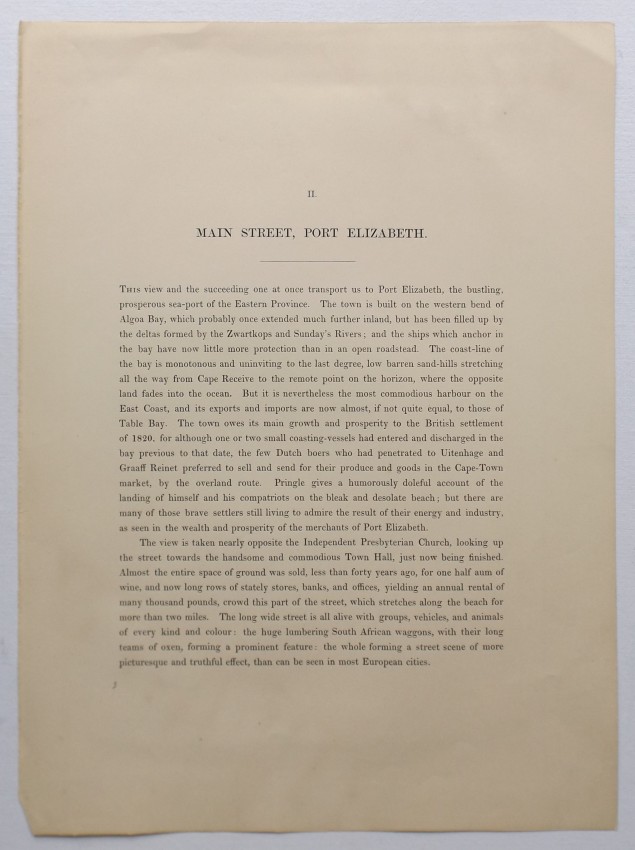 II.
MAIN STREET, PORT ELIZABETH.
THIS view and the succeeding one at once transport us to Port Elizabeth, the bustling,
prosperous sea-port of the Eastern Province. The town is built on the western bend of
Algoa Bay, which probably once extended much further inland, but has been filled up by
the deltas formed by the Zwartkops and Sunday's Rivers; and the ships which anchor in
the bay have now little more protection than in an open roadstead. The coast-line of
the bay is monotonous and uninviting to the last degree, low barren sand-hills stretching
all the way from Cape Receive to the remote point on the horizon, where the opposite
land fades into the ocean. But it is nevertheless the most commodious harbour on the
East Coast, and its exports and imports are now almost, if not quite equal, to those of
Table Bay. The town owes its main growth and prosperity to the British settlement
of 1820, for although one or two small coasting-vessels had entered and discharged in the
bay previous to that date, the few Dutch boers who had penetrated to Uitenhage and
Graaff Reinet preferred to sell and send for their produce and goods in the Cape-Town
market, by the overland route. Pringle gives a humorously doleful account of the
landing of himself and his compatriots on the bleak and desolate beach; but there are
many of those brave settlers still living to admire the result of their energy and industry,
as seen in the wealth and prosperity of the merchants of Port Elizabeth.
The view is taken nearly opposite the Independent Presbyterian Church, looking up
the street towards the handsome and commodious Town Hall, just now being finished.
Almost the entire space of ground was sold, less than forty years ago, for one half aum of
wine, and now long rows of stately stores, banks, and offices, yielding an annual rental of
many thousand pounds, crowd this part of the street, which stretches along the beach for
more than two miles. The long wide street is all alive with groups, vehicles, and animals
of every kind and colour: the huge lumbering South African waggons, with their long
teams of oxen, forming a prominent feature: the whole forming a street scene of more
picturesque and truthful effect, than can be seen in most European cities.